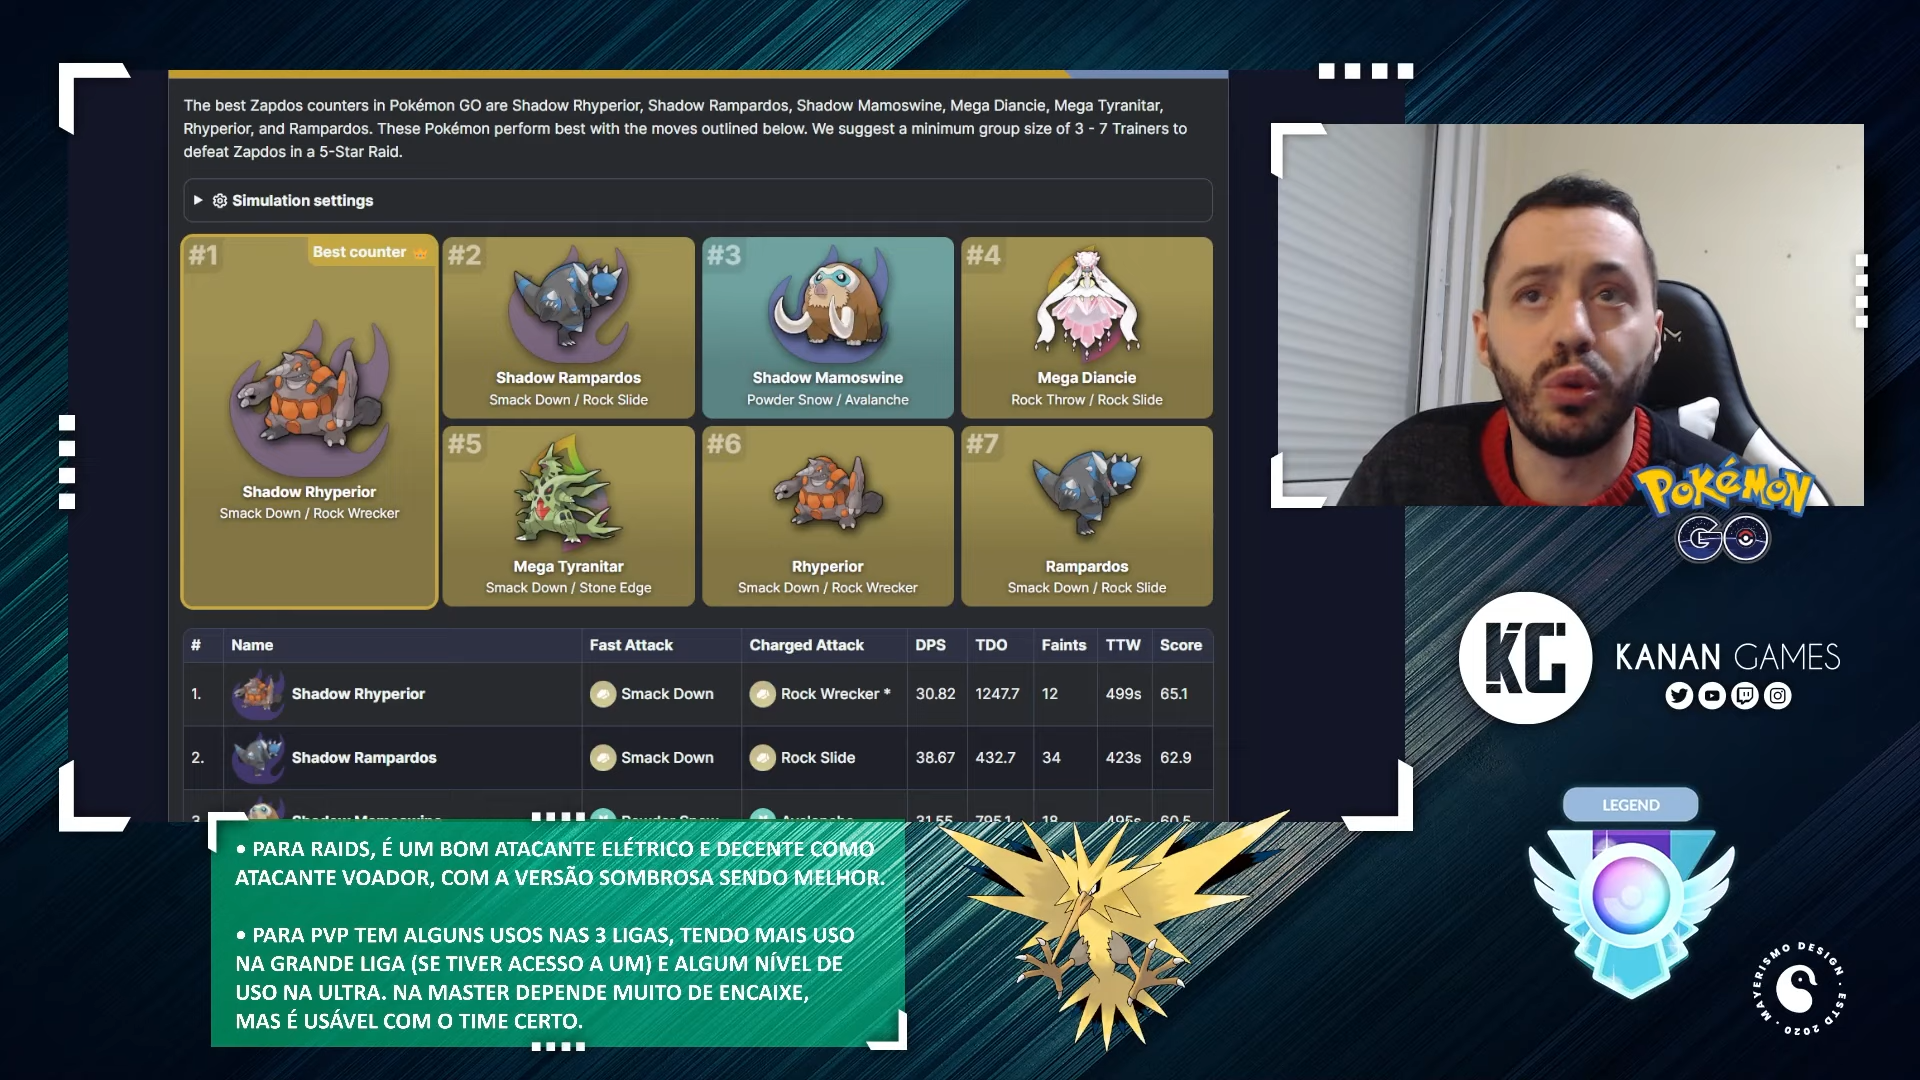 The best Zapdos counters in Pokémon GO are Shadow Rhyperior, Shadow Rampardos, Shadow Mamoswine, Mega Diancie, Mega Tyranitar,
Rhyperior, and Rampardos. These Pokémon perform best with the moves outlined below. We suggest a minimum group size of 3 - 7 Trainers to
defeat Zapdos in a 5-Star Raid.
Simulation settings
#1
Best counter
Shadow Rhyperior
Smack Down / Rock Wrecker
#2
Shadow Rampardos
Smack Down / Rock Slide
#3
Shadow Mamoswine
Powder Snow / Avalanche
#4
Mega Diancie
Rock Throw / Rock Slide
#5
Mega Tyranitar
Smack Down / Stone Edge
#6
Rhyperior
Smack Down / Rock Wrecker
#7
Rampardos
Smack Down / Rock Slide
# Name Fast Attack Charged Attack DPS TDO Faints TTW Score
1. Shadow Rhyperior Smack Down Rock Wrecker * 30.82 1247.7 12 499s 65.1
2. Shadow Rampardos Smack Down Rock Slide 38.67 432.7 34 423s 62.9
• PARA RAIDS, É UM BOM ATACANTE ELÉTRICO E DECENTE COMO
ATACANTE VOADOR, COM A VERSÃO SOMBROSA SENDO MELHOR.
• PARA PVP TEM ALGUNS USOS NAS 3 LIGAS, TENDO MAIS USO
NA GRANDE LIGA (SE TIVER ACESSO A UM) E ALGUM NÍVEL DE
USO NA ULTRA. NA MASTER DEPENDE MUITO DE ENCAIXE,
MAS É USÁVEL COM O TIME CERTO.
POKéMON
GO
KG
KANAN GAMES
LEGEND
MAYERISMO DESIGN · ESTD 2020 ·